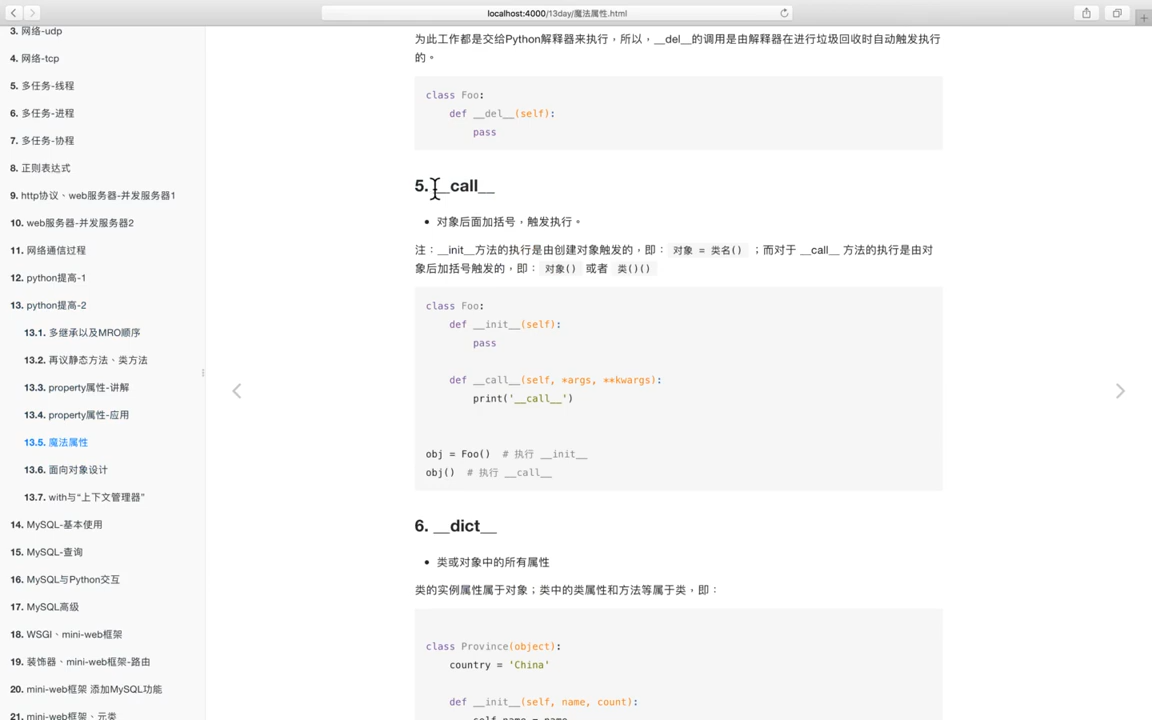 localhost:4000/13day/魔法属性.html
3. 网络-udp
4. 网络-tcp
5. 多任务-线程
6. 多任务-进程
7. 多任务-协程
8. 正则表达式
9. http协议、web服务器-并发服务器1
10. web服务器-并发服务器2
11. 网络通信过程
12. python提高-1
13. python提高-2
13.1. 多继承以及MRO顺序
13.2. 再议静态方法、类方法
13.3. property属性-讲解
13.4. property属性-应用
13.5. 魔法属性
13.6. 面向对象设计
13.7. with与“上下文管理器”
14. MySQL-基本使用
15. MySQL-查询
16. MySQL与Python交互
17. MySQL高级
18. WSGI、mini-web框架
19. 装饰器、mini-web框架-路由
20. mini-web框架 添加MySQL功能
21. mini-web框架、元类
为此工作都是交给Python解释器来执行，所以，__del__的调用是由解释器在进行垃圾回收时自动触发执行
的。
class Foo:
    def __del__(self):
        pass
5. __call__
• 对象后面加括号，触发执行。
注：__init__方法的执行是由创建对象触发的，即：对象 = 类名() ；而对于 __call__ 方法的执行是由对
象后加括号触发的，即：对象() 或者 类()()
class Foo:
    def __init__(self):
        pass
    def __call__(self, *args, **kwargs):
        print('__call__')
obj = Foo()  # 执行 __init__
obj()  # 执行 __call__
6. __dict__
• 类或对象中的所有属性
类的实例属性属于对象；类中的类属性和方法等属于类，即：
class Province(object):
    country = 'China'
    def __init__(self, name, count):
        self.name = name